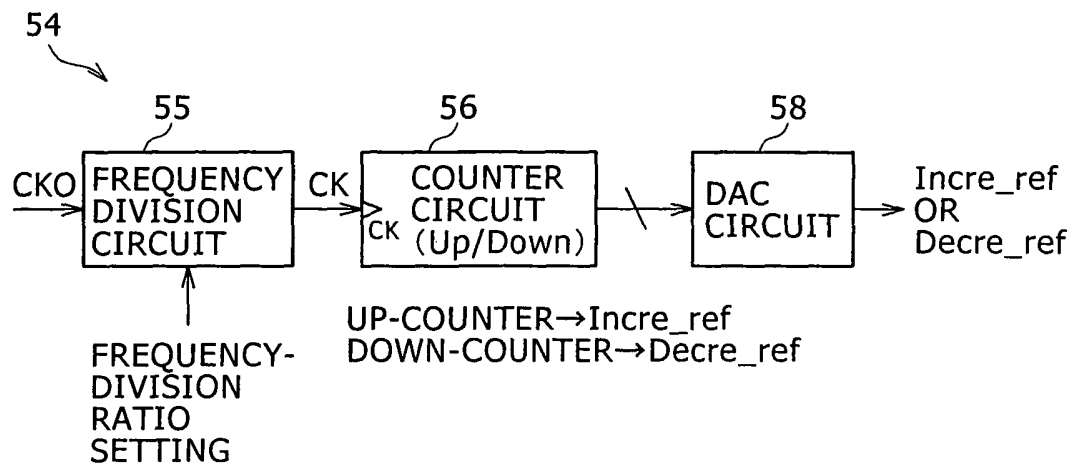 54
55
56
58
CKO
FREQUENCY
DIVISION
CIRCUIT
CK
CK
COUNTER
CIRCUIT
(Up/Down)
DAC
CIRCUIT
Incre_ref
OR
Decre_ref
UP-COUNTER→Incre_ref
DOWN-COUNTER→Decre_ref
FREQUENCY-
DIVISION
RATIO
SETTING